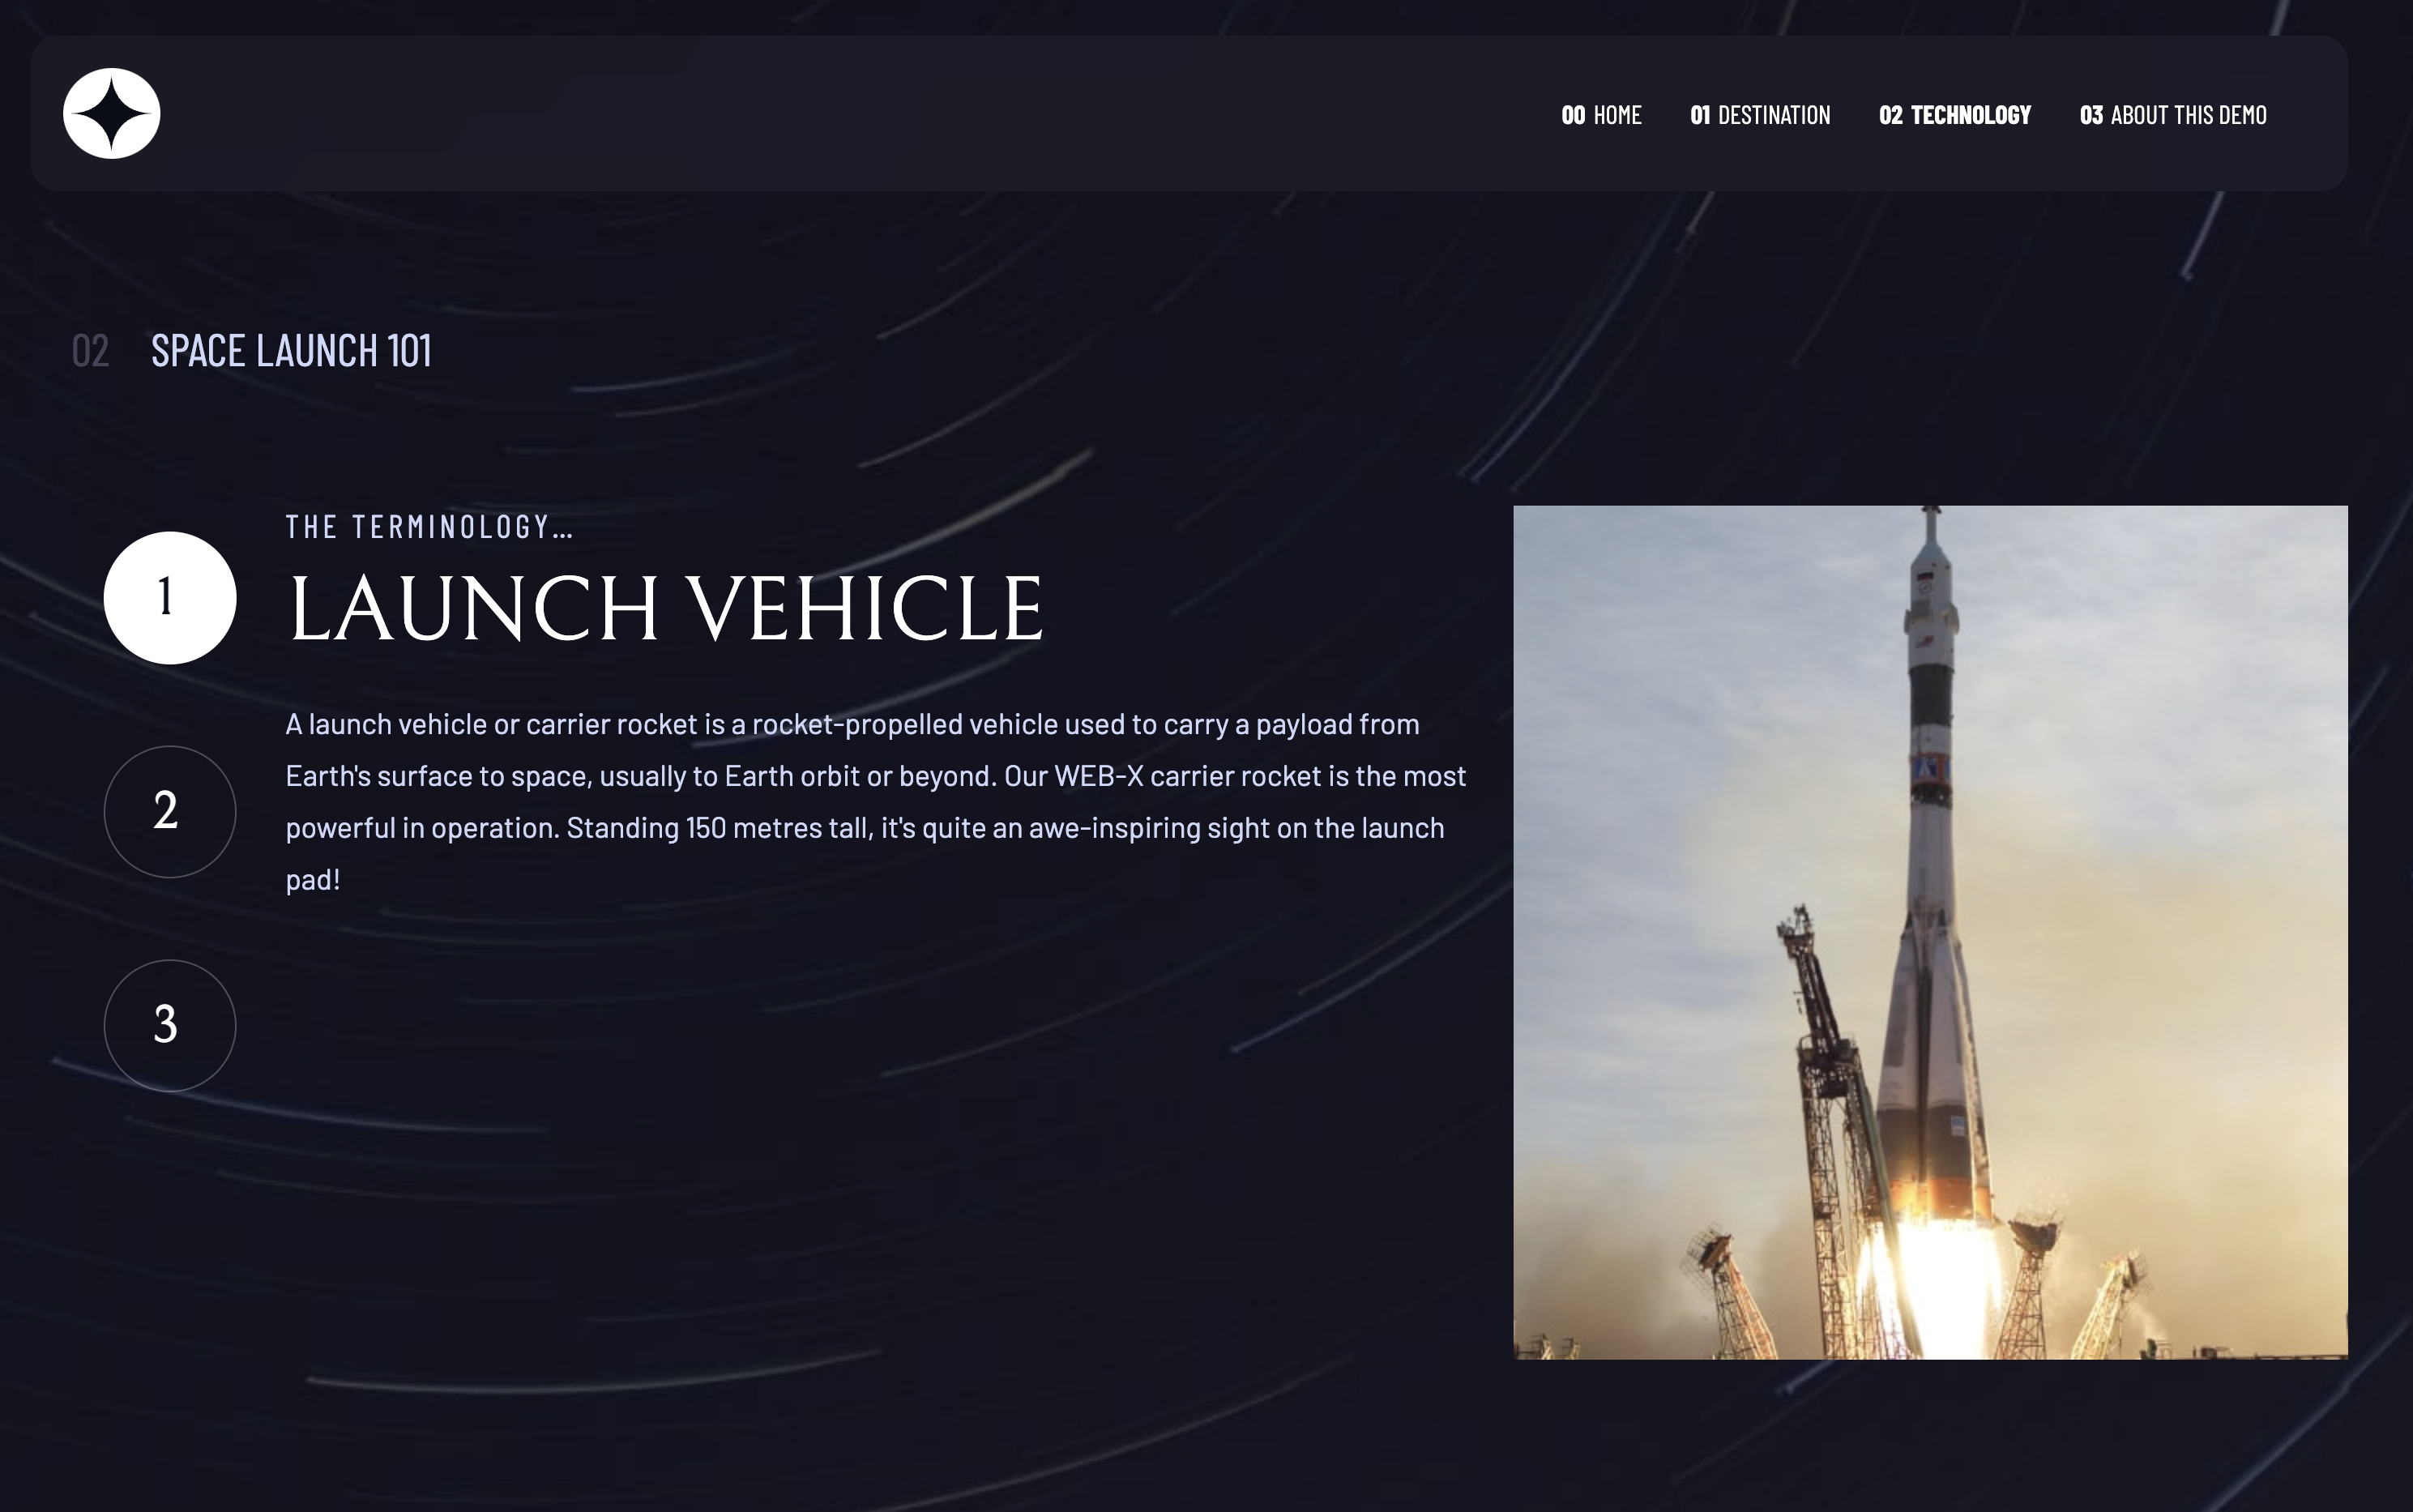 00 HOME 01 DESTINATION 02 TECHNOLOGY 03 ABOUT THIS DEMO
02 SPACE LAUNCH 101
THE TERMINOLOGY...
1
LAUNCH VEHICLE
A launch vehicle or carrier rocket is a rocket-propelled vehicle used to carry a payload from
Earth's surface to space, usually to Earth orbit or beyond. Our WEB-X carrier rocket is the most
powerful in operation. Standing 150 metres tall, it's quite an awe-inspiring sight on the launch
pad!
2
3